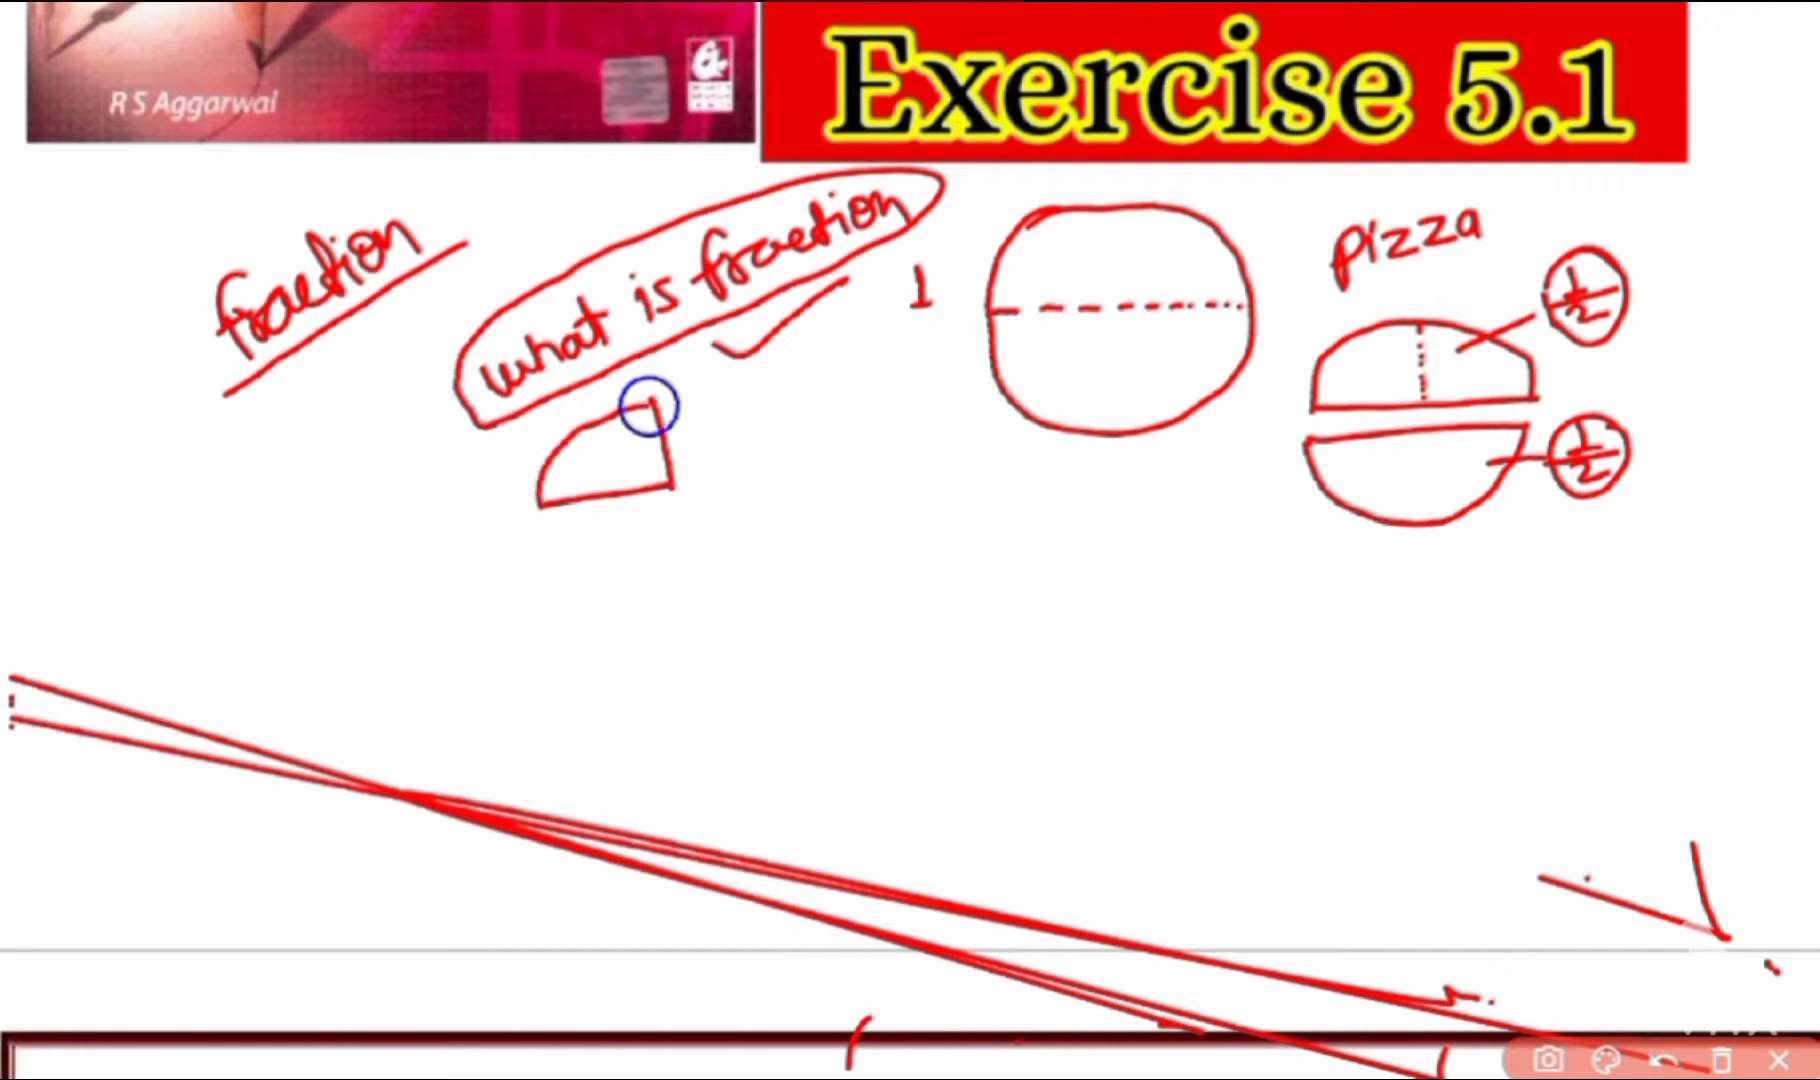 R S Aggarwal
Exercise 5.1
fraction
what is fraction
1
pizza
1/2
1/2